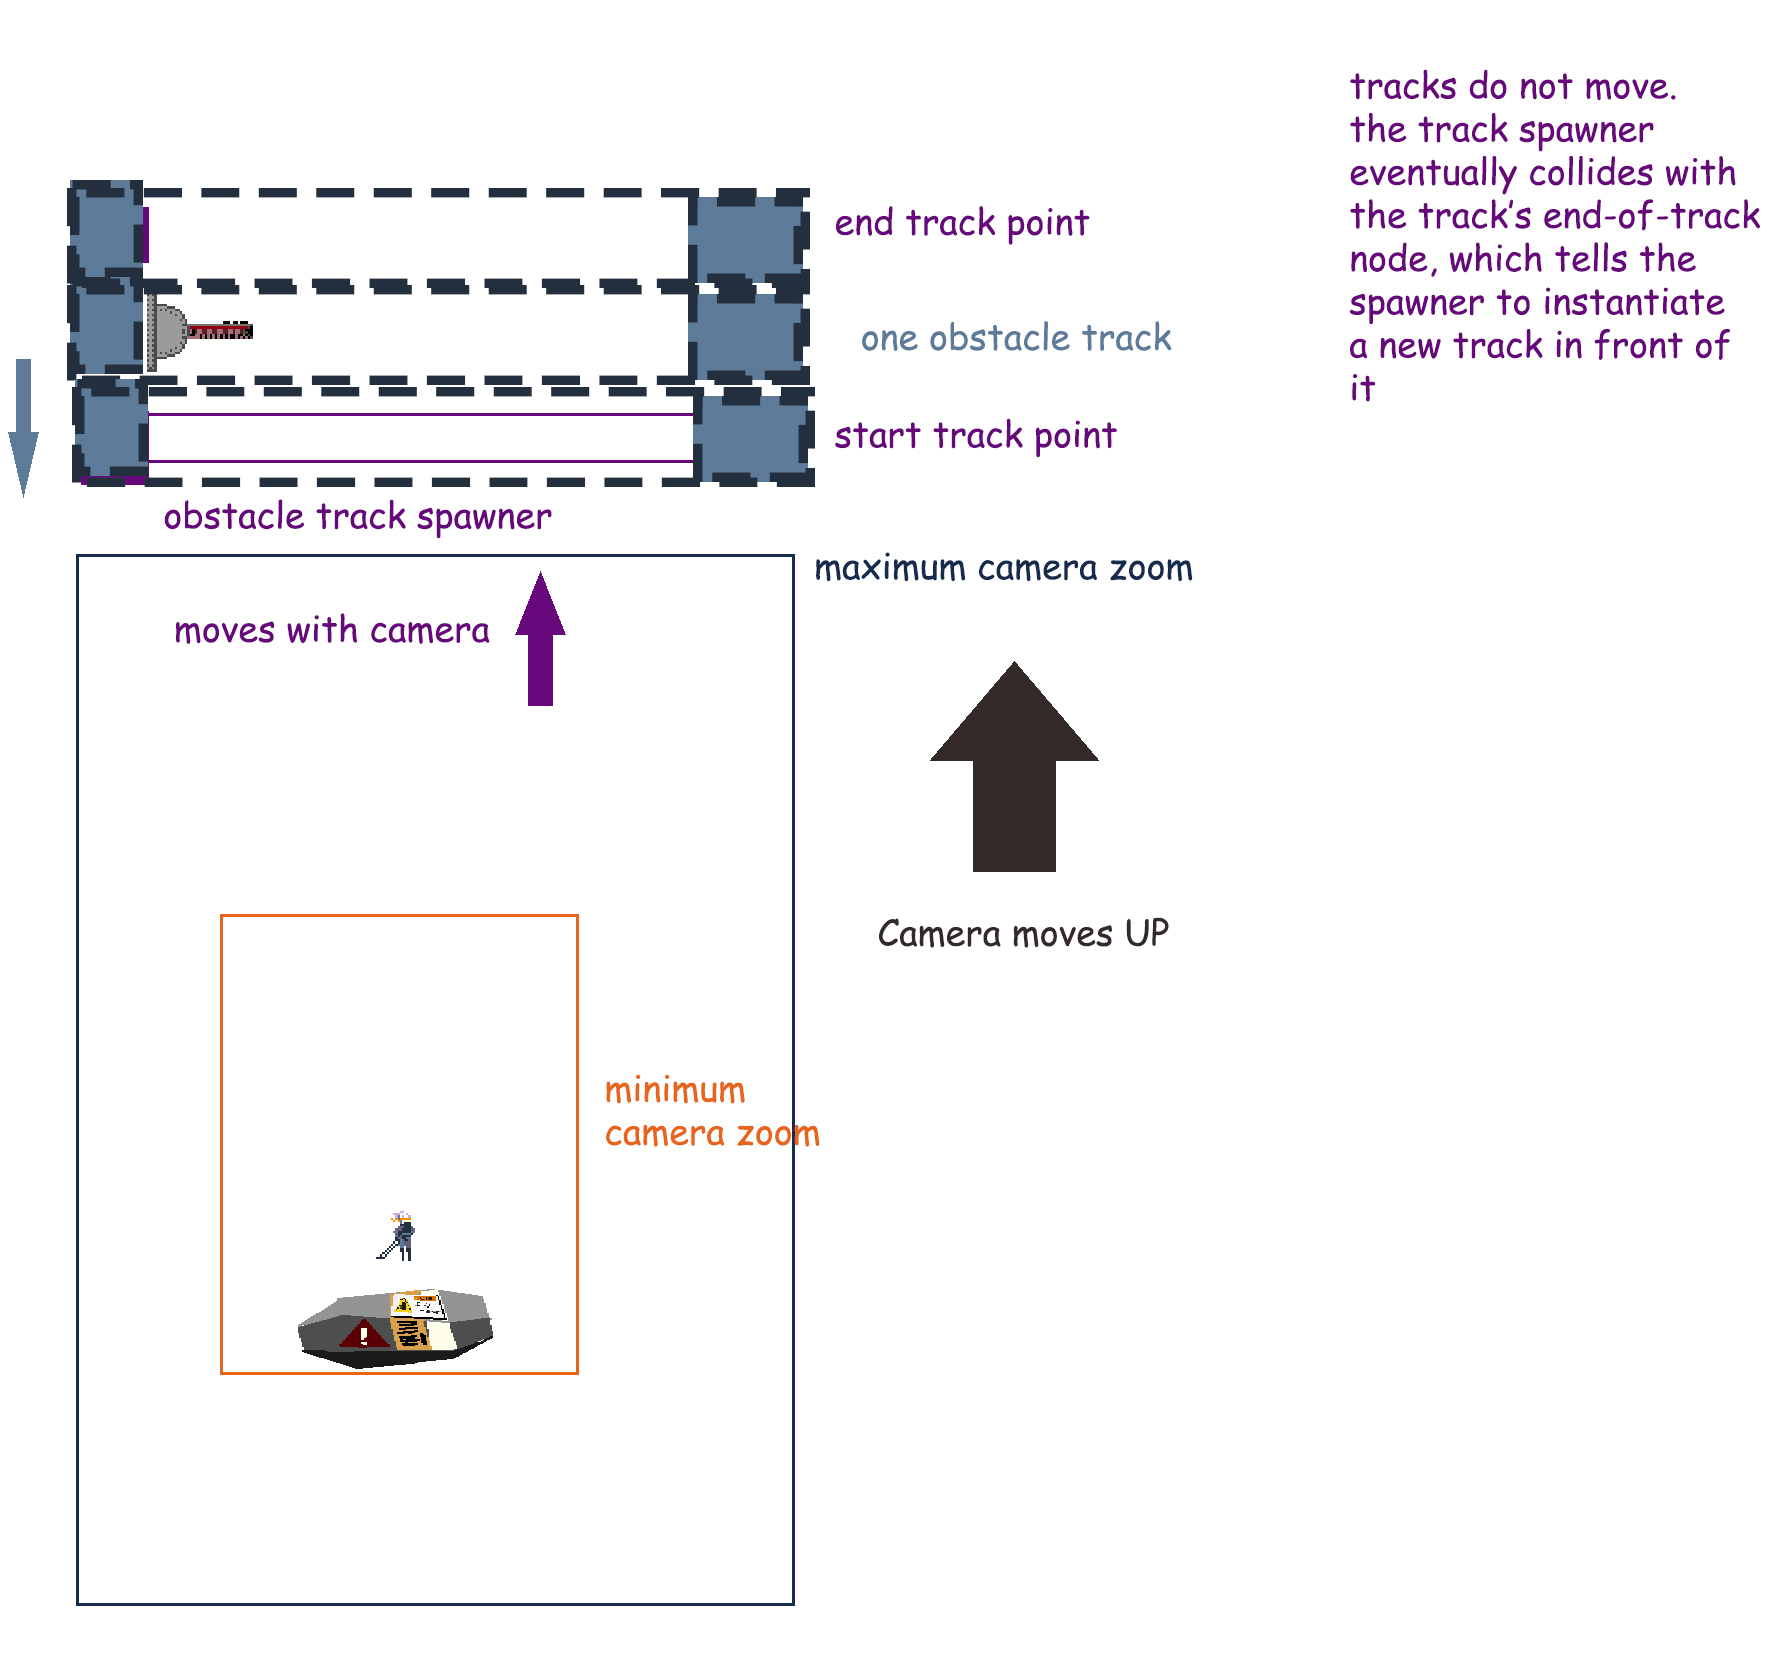 tracks do not move.
the track spawner
eventually collides with
the track's end-of-track
node, which tells the
spawner to instantiate
a new track in front of
it
end track point
one obstacle track
start track point
obstacle track spawner
maximum camera zoom
moves with camera
Camera moves UP
minimum
camera zoom
!